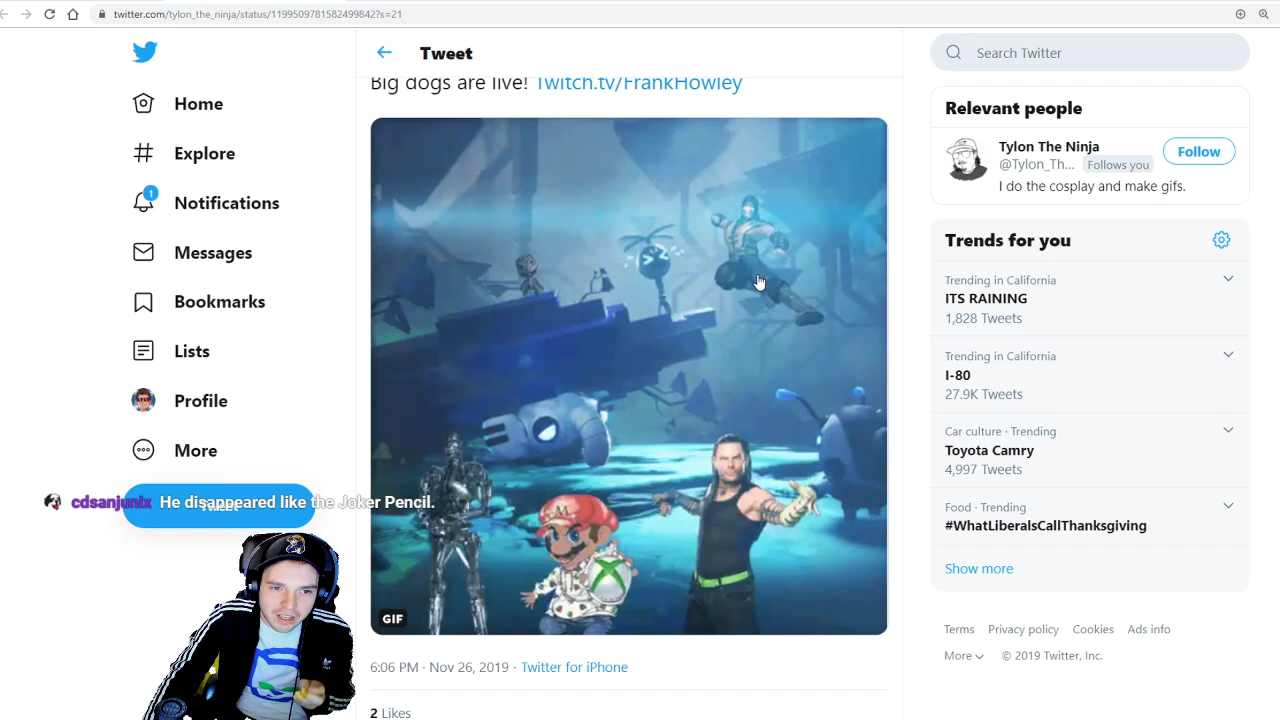 twitter.com/tylon_the_ninja/status/1199509781582499842?s=21
Home
Explore
1
Notifications
Messages
Bookmarks
Lists
Profile
More
cdsanjunix He disappeared like the Joker Pencil.
Tweet
Big dogs are live! Twitch.tv/FrankHowley
M
GIF
6:06 PM · Nov 26, 2019 · Twitter for iPhone
2 Likes
Search Twitter
Relevant people
Tylon The Ninja
@Tylon_Th... Follows you
Follow
I do the cosplay and make gifs.
Trends for you
Trending in California
ITS RAINING
1,828 Tweets
Trending in California
I-80
27.9K Tweets
Car culture · Trending
Toyota Camry
4,997 Tweets
Food · Trending
#WhatLiberalsCallThanksgiving
Show more
Terms Privacy policy Cookies Ads info
More © 2019 Twitter, Inc.